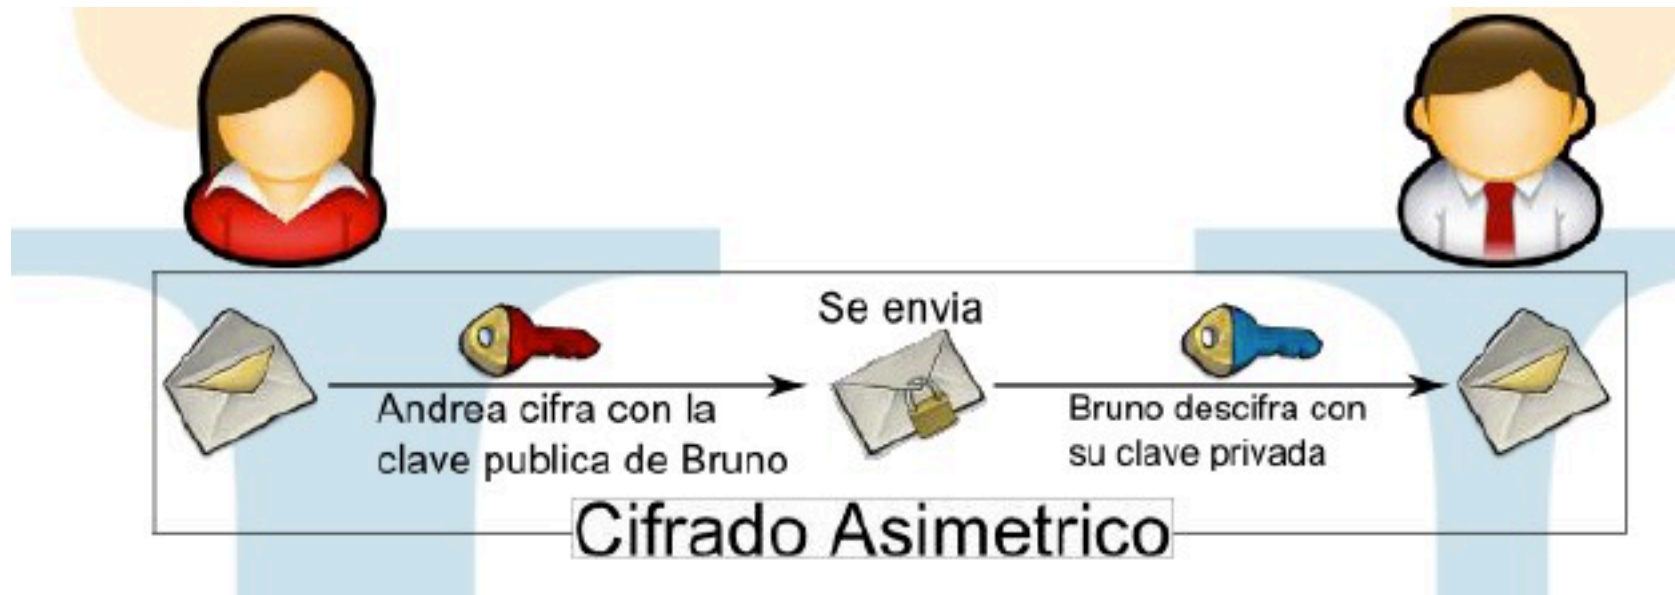 Se envia
Andrea cifra con la
clave publica de Bruno
Bruno descifra con
su clave privada
Cifrado Asimetrico